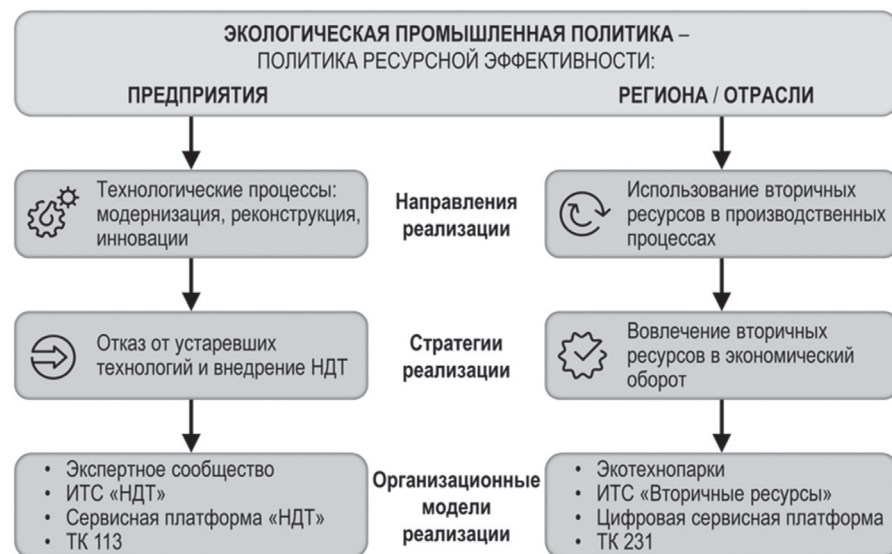 ЭКОЛОГИЧЕСКАЯ ПРОМЫШЛЕННАЯ ПОЛИТИКА –
ПОЛИТИКА РЕСУРСНОЙ ЭФФЕКТИВНОСТИ:
ПРЕДПРИЯТИЯ
РЕГИОНА / ОТРАСЛИ
Технологические процессы:
модернизация, реконструкция,
инновации
Направления
реализации
Использование вторичных
ресурсов в производственных
процессах
Отказ от устаревших
технологий и внедрение НДТ
Стратегии
реализации
Вовлечение вторичных
ресурсов в экономический
оборот
• Экспертное сообщество
• ИТС «НДТ»
• Сервисная платформа «НДТ»
• ТК 113
Организационные
модели
реализации
• Экотехнопарки
• ИТС «Вторичные ресурсы»
• Цифровая сервисная платформа
• ТК 231